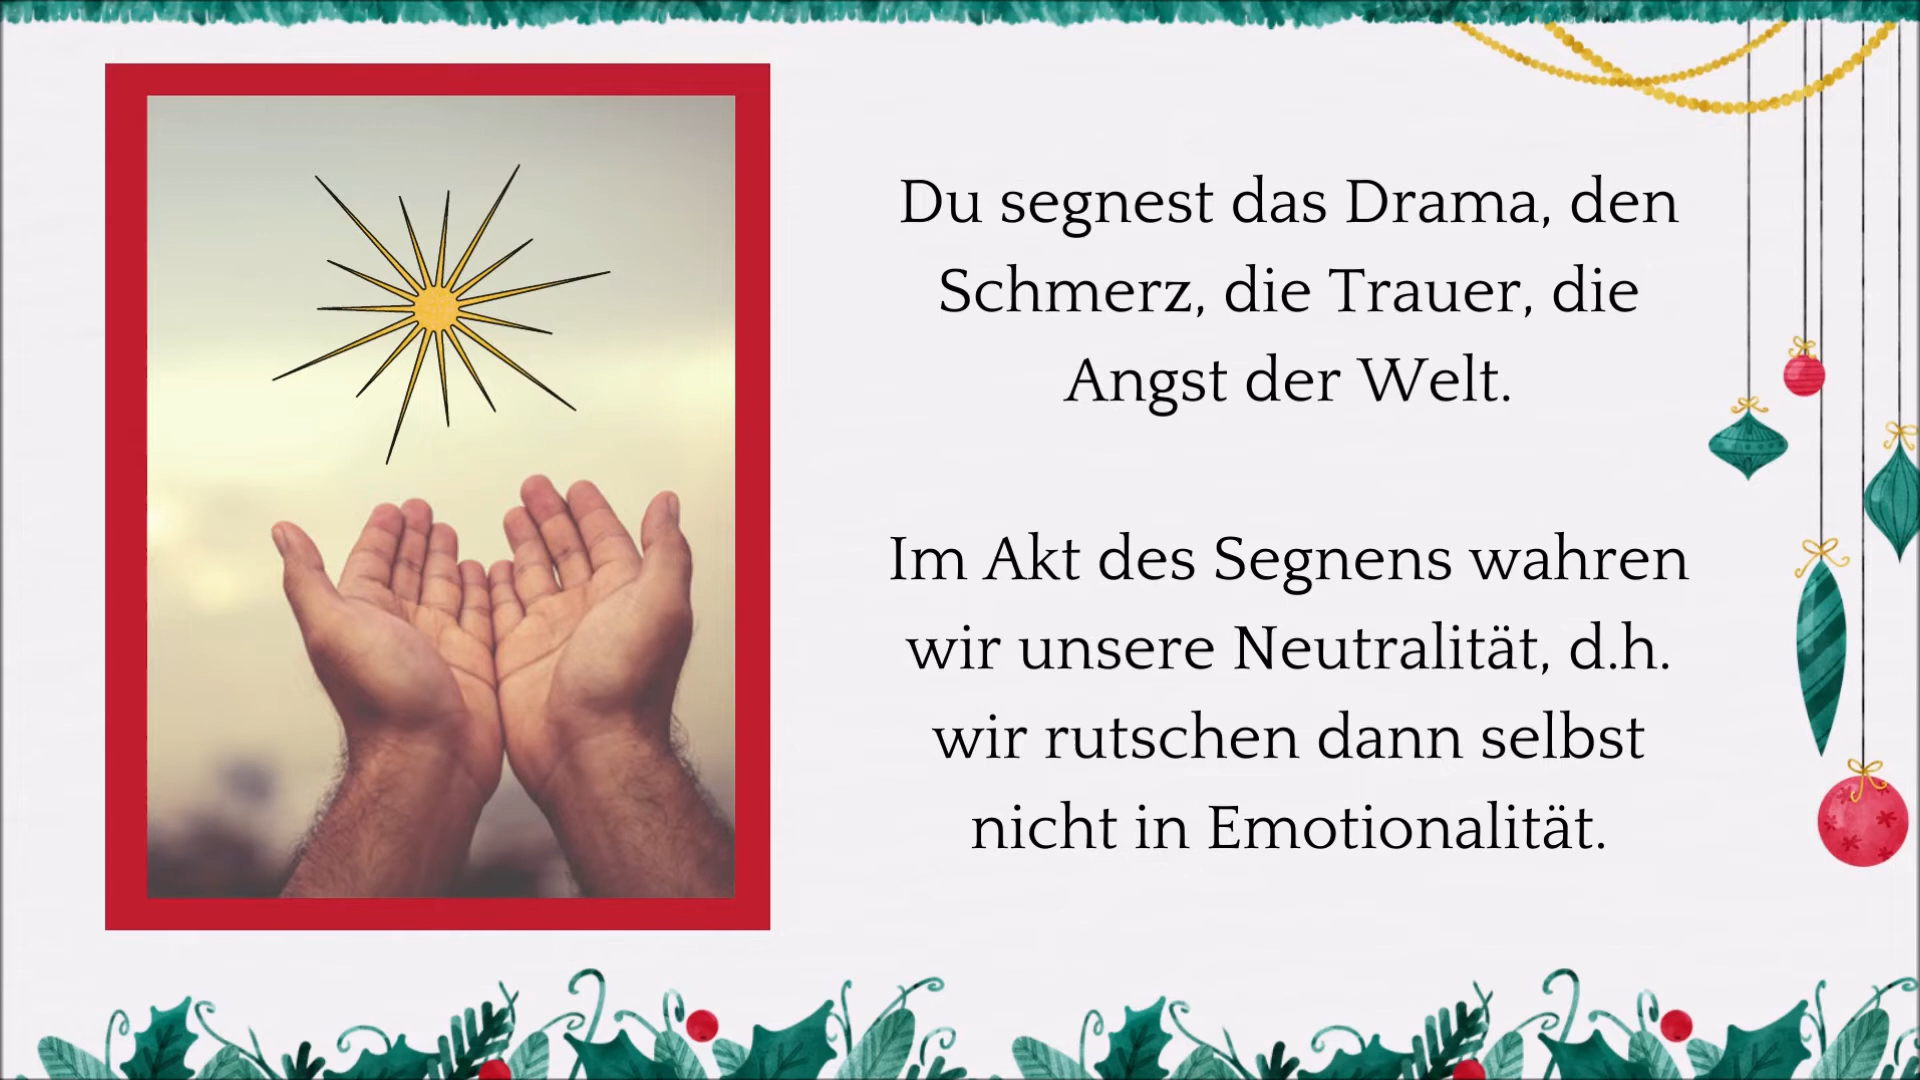 Du segnest das Drama, den
Schmerz, die Trauer, die
Angst der Welt.
Im Akt des Segnens wahren
wir unsere Neutralität, d.h.
wir rutschen dann selbst
nicht in Emotionalität.